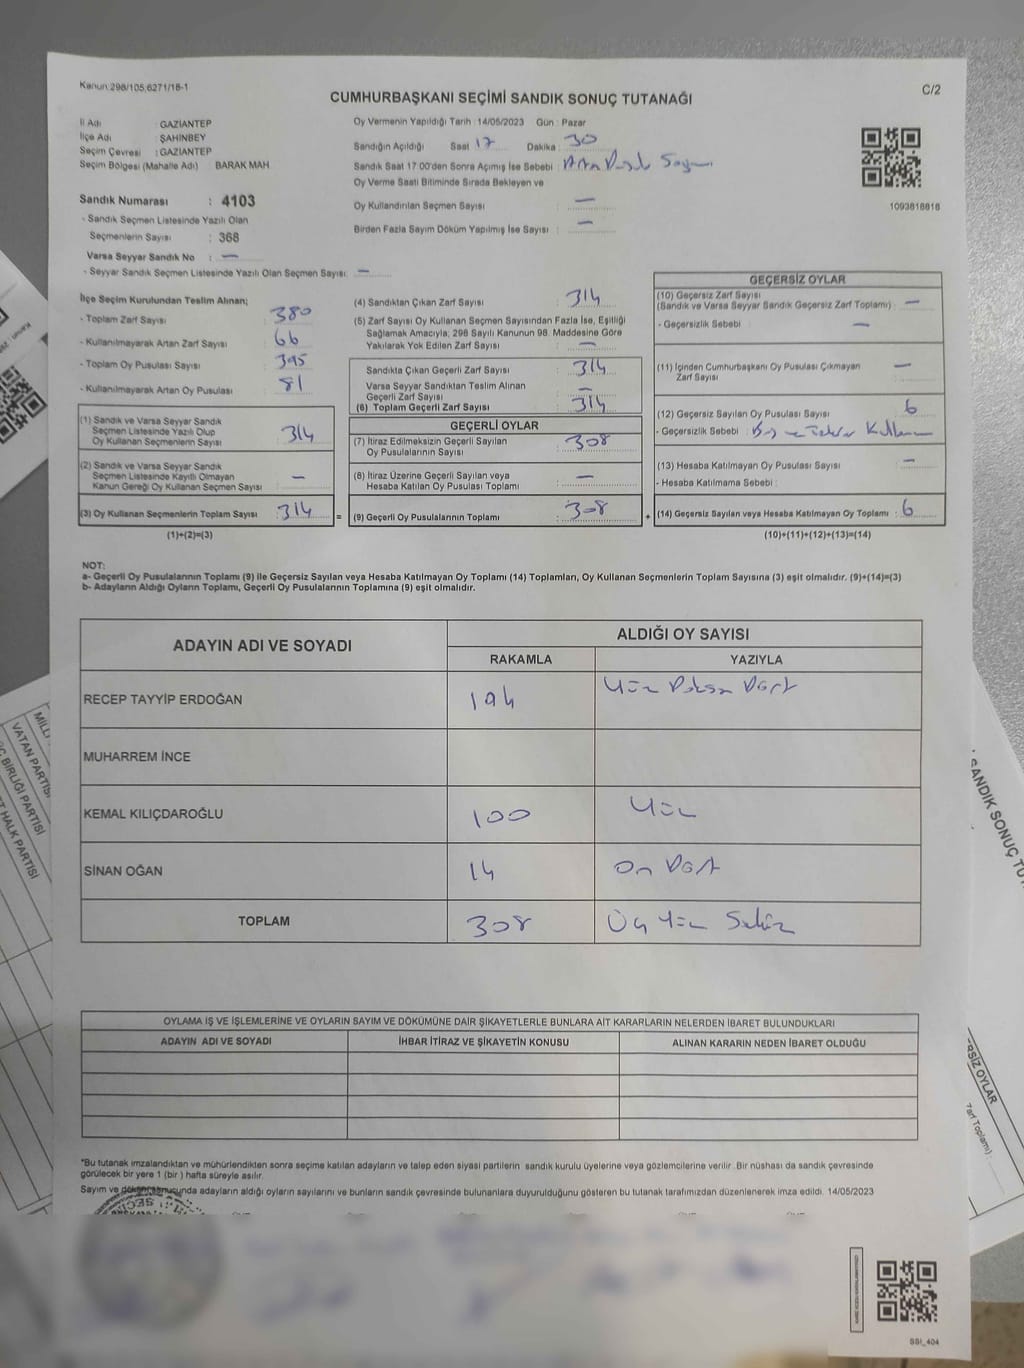 Kanun:298/105,6271/18-1
C/2
CUMHURBAŞKANI SEÇİMİ SANDIK SONUÇ TUTANAĞI
İl Adı : GAZİANTEP
İlçe Adı : ŞAHİNBEY
Seçim Çevresi : GAZİANTEP
Seçim Bölgesi (Mahalle Adı) BARAK MAH
Oy Vermenin Yapıldığı Tarih : 14/05/2023 Gün : Pazar
Sandığın Açıldığı Saat 17 Dakika : 30
Sandık Saat 17:00'den Sonra Açımış İse Sebebi :
Oy Verme Saati Bitiminde Sırada Bekleyen ve
Oy Kullandırılan Seçmen Sayısı : —
Birden Fazla Sayım Döküm Yapılmış İse Sayısı : —
1093818816
Sandık Numarası : 4103
- Sandık Seçmen Listesinde Yazılı Olan
Seçmenlerin Sayısı : 368
Varsa Seyyar Sandık No : —
- Seyyar Sandık Seçmen Listesinde Yazılı Olan Seçmen Sayısı: —
İlçe Seçim Kurulundan Teslim Alınan;
- Toplam Zarf Sayısı : 380
- Kullanılmayarak Artan Zarf Sayısı : 66
- Toplam Oy Pusulası Sayısı : 395
- Kullanılmayarak Artan Oy Pusulası : 81
(1) Sandık ve Varsa Seyyar Sandık
Seçmen Listesinde Yazılı Olup
Oy Kullanan Seçmenlerin Sayısı : 314
(2) Sandık ve Varsa Seyyar Sandık
Seçmen Listesinde Kayıtlı Olmayan
Kanun Gereği Oy Kullanan Seçmen Sayısı : —
(3) Oy Kullanan Seçmenlerin Toplam Sayısı : 314
(1)+(2)=(3)
(4) Sandıktan Çıkan Zarf Sayısı : 314
(5) Zarf Sayısı Oy Kullanan Seçmen Sayısından Fazla İse, Eşitliği
Sağlamak Amacıyla; 298 Sayılı Kanunun 98. Maddesine Göre
Yakılarak Yok Edilen Zarf Sayısı : —
Sandıkta Çıkan Geçerli Zarf Sayısı : 314
Varsa Seyyar Sandıktan Teslim Alınan
Geçerli Zarf Sayısı : —
(6) Toplam Geçerli Zarf Sayısı : 314
GEÇERLİ OYLAR
(7) İtiraz Edilmeksizin Geçerli Sayılan
Oy Pusulalarının Sayısı : 308
(8) İtiraz Üzerine Geçerli Sayılan veya
Hesaba Katılan Oy Pusulası Toplamı : —
= (9) Geçerli Oy Pusulalarının Toplamı : 308
GEÇERSİZ OYLAR
(10) Geçersiz Zarf Sayısı
(Sandık ve Varsa Seyyar Sandık Geçersiz Zarf Toplamı) : —
- Geçersizlik Sebebi : —
(11) İçinden Cumhurbaşkanı Oy Pusulası Çıkmayan
Zarf Sayısı : —
(12) Geçersiz Sayılan Oy Pusulası Sayısı : 6
- Geçersizlik Sebebi : Boş ve Tekrar Kullanım
(13) Hesaba Katılmayan Oy Pusulası Sayısı : —
- Hesaba Katılmama Sebebi :
+ (14) Geçersiz Sayılan veya Hesaba Katılmayan Oy Toplamı : 6
(10)+(11)+(12)+(13)=(14)
NOT:
a- Geçerli Oy Pusulalarının Toplamı (9) ile Geçersiz Sayılan veya Hesaba Katılmayan Oy Toplamı (14) Toplamları, Oy Kullanan Seçmenlerin Toplam Sayısına (3) eşit olmalıdır. (9)+(14)=(3)
b- Adayların Aldığı Oyların Toplamı, Geçerli Oy Pusulalarının Toplamına (9) eşit olmalıdır.
ADAYIN ADI VE SOYADI
ALDIĞI OY SAYISI
RAKAMLA YAZIYLA
RECEP TAYYİP ERDOĞAN 194 Yüz Doksan Dört
MUHARREM İNCE
KEMAL KILIÇDAROĞLU 100 Yüz
SİNAN OĞAN 14 On Dört
TOPLAM 308 Üç Yüz Sekiz
OYLAMA İŞ VE İŞLEMLERİNE VE OYLARIN SAYIM VE DÖKÜMÜNE DAİR ŞİKAYETLERLE BUNLARA AİT KARARLARIN NELERDEN İBARET BULUNDUKLARI
ADAYIN ADI VE SOYADI İHBAR İTİRAZ VE ŞİKAYETİN KONUSU ALINAN KARARIN NEDEN İBARET OLDUĞU
*Bu tutanak imzalandıktan ve mühürlendikten sonra seçime katılan adayların ve talep eden siyasi partilerin sandık kurulu üyelerine veya gözlemcilerine verilir. Bir nüshası da sandık çevresinde
görülecek bir yere 1 (bir ) hafta süreyle asılır.
Sayım ve döküm sonucunda adayların aldığı oyların sayılarını ve bunların sandık çevresinde bulunanlara duyurulduğunu gösteren bu tutanak tarafımızdan düzenlenerek imza edildi. 14/05/2023
SSI_404
VATAN PARTİSİ
BİRLİĞİ PARTİSİ
HALK PARTİSİ
SANDIK SONUÇ
OYLAR
Zarf Toplamı)